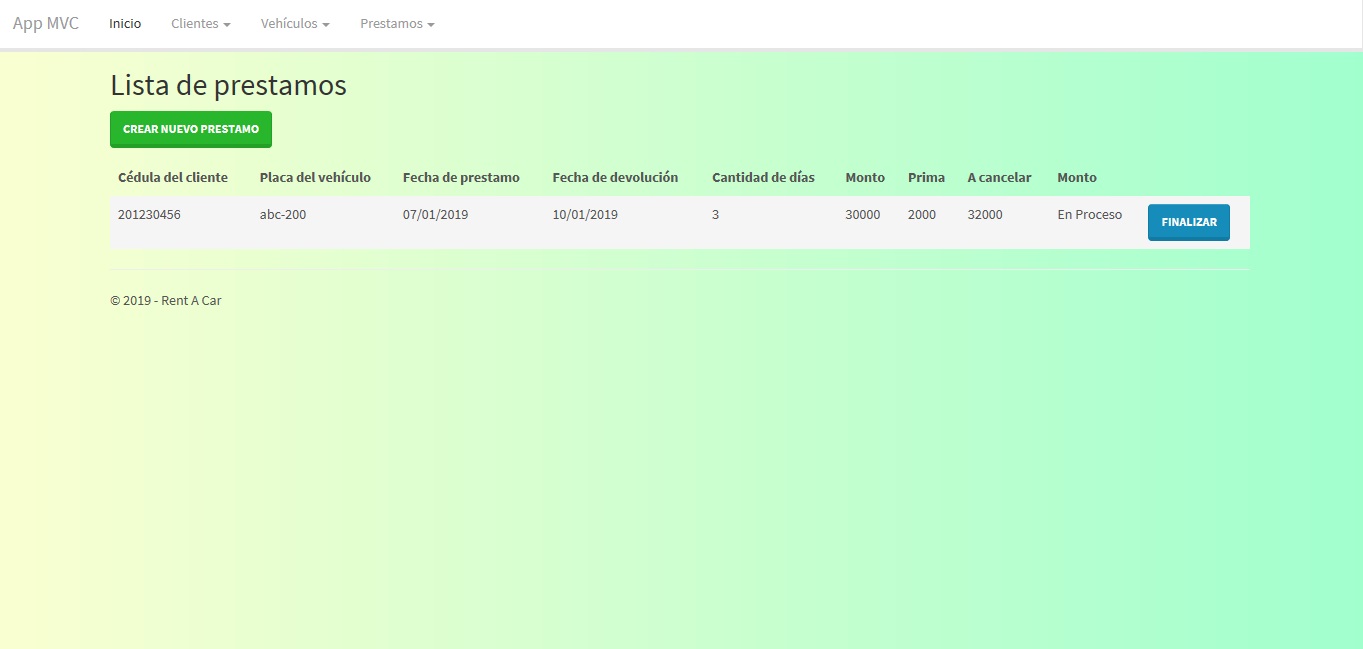 App MVC Inicio Clientes Vehículos Prestamos
Lista de prestamos
CREAR NUEVO PRESTAMO
Cédula del cliente Placa del vehículo Fecha de prestamo Fecha de devolución Cantidad de días Monto Prima A cancelar Monto
201230456 abc-200 07/01/2019 10/01/2019 3 30000 2000 32000 En Proceso FINALIZAR
© 2019 - Rent A Car